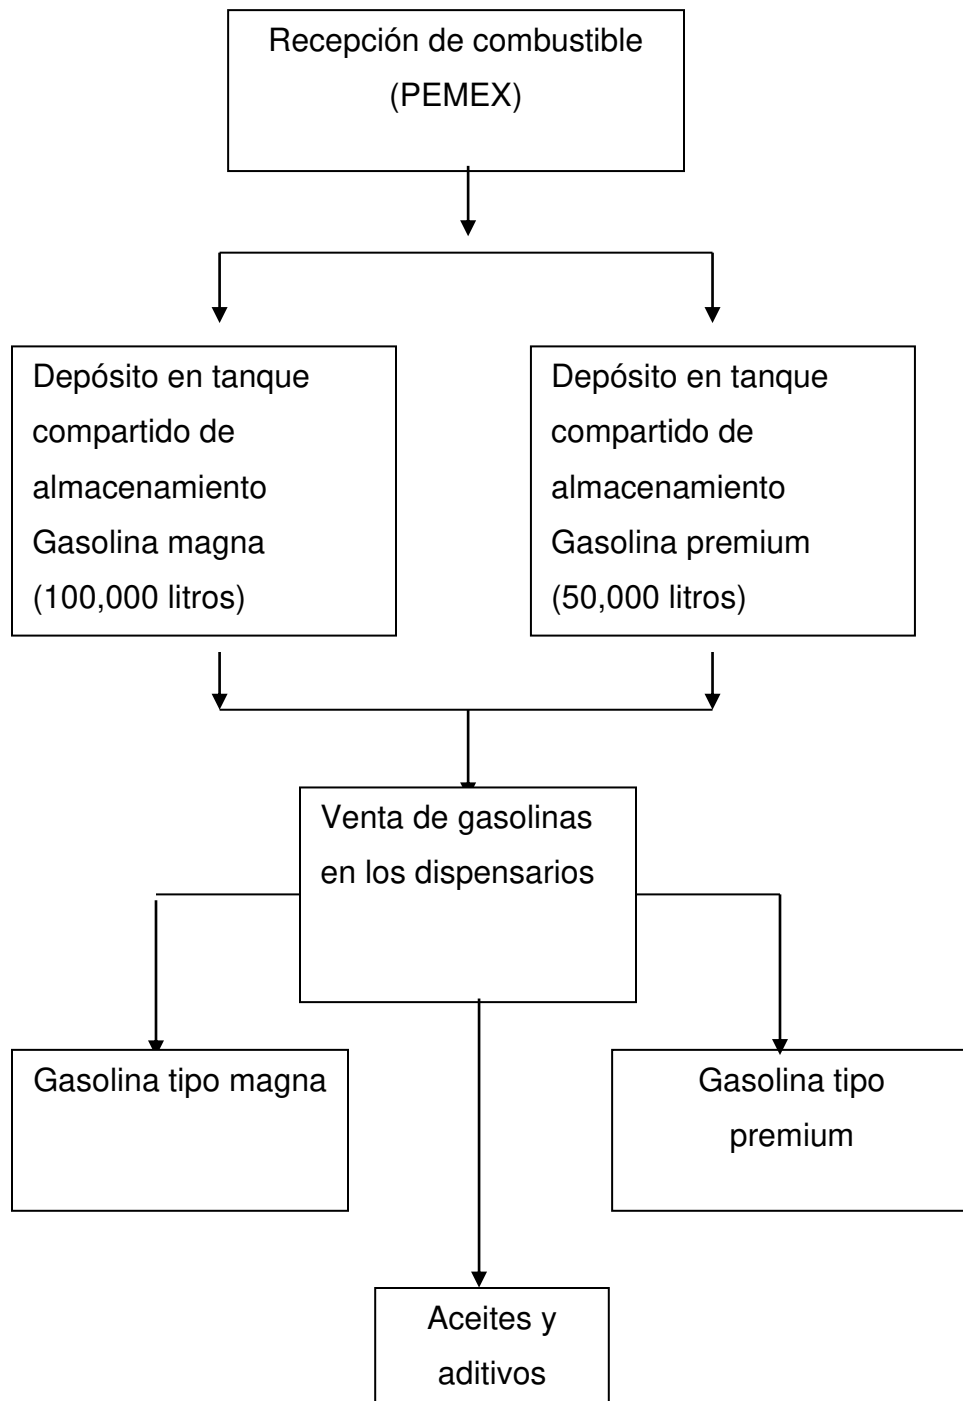 Recepción de combustible
(PEMEX)
Depósito en tanque
compartido de
almacenamiento
Gasolina magna
(100,000 litros)
Depósito en tanque
compartido de
almacenamiento
Gasolina premium
(50,000 litros)
Venta de gasolinas
en los dispensarios
Gasolina tipo magna
Gasolina tipo
premium
Aceites y
aditivos